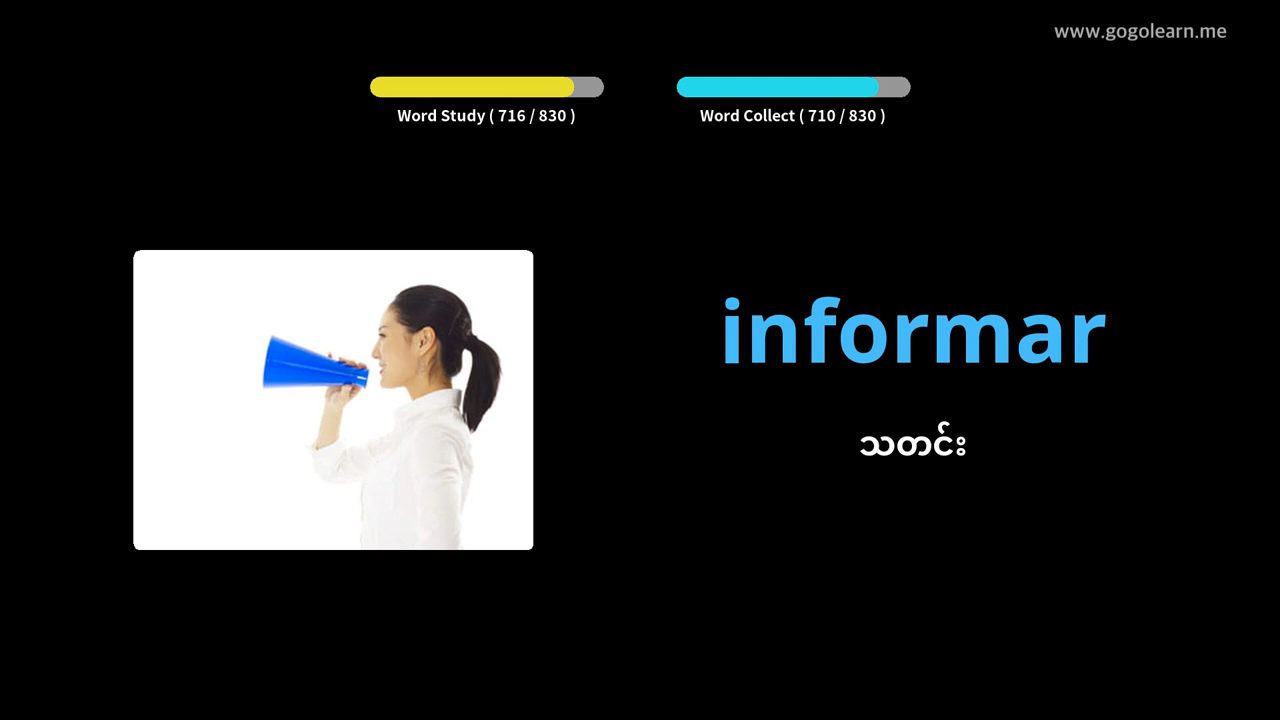 www.gogolearn.me
Word Study ( 716 / 830 )
Word Collect ( 710 / 830 )
informar
သတင်း